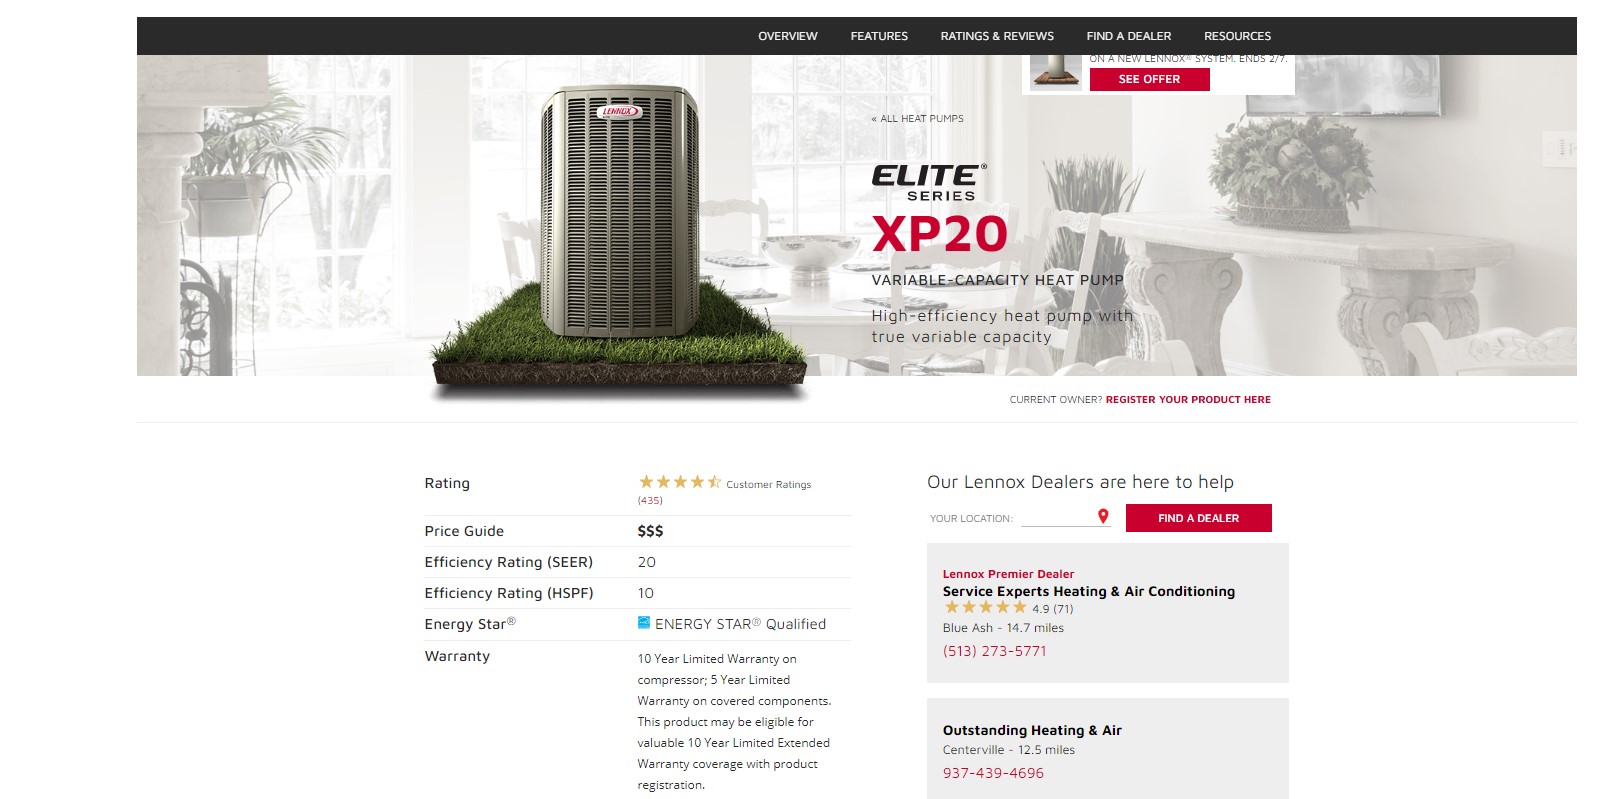 OVERVIEW FEATURES RATINGS & REVIEWS FIND A DEALER RESOURCES
ON A NEW LENNOX® SYSTEM. ENDS 2/7.
SEE OFFER
LENNOX
« ALL HEAT PUMPS
ELITE®
SERIES
XP20
VARIABLE-CAPACITY HEAT PUMP
High-efficiency heat pump with
true variable capacity
CURRENT OWNER? REGISTER YOUR PRODUCT HERE
Rating Customer Ratings
(435)
Price Guide $$$
Efficiency Rating (SEER) 20
Efficiency Rating (HSPF) 10
Energy Star® ENERGY STAR® Qualified
Warranty 10 Year Limited Warranty on
compressor; 5 Year Limited
Warranty on covered components.
This product may be eligible for
valuable 10 Year Limited Extended
Warranty coverage with product
registration.
Our Lennox Dealers are here to help
YOUR LOCATION: FIND A DEALER
Lennox Premier Dealer
Service Experts Heating & Air Conditioning
4.9 (71)
Blue Ash - 14.7 miles
(513) 273-5771
Outstanding Heating & Air
Centerville - 12.5 miles
937-439-4696